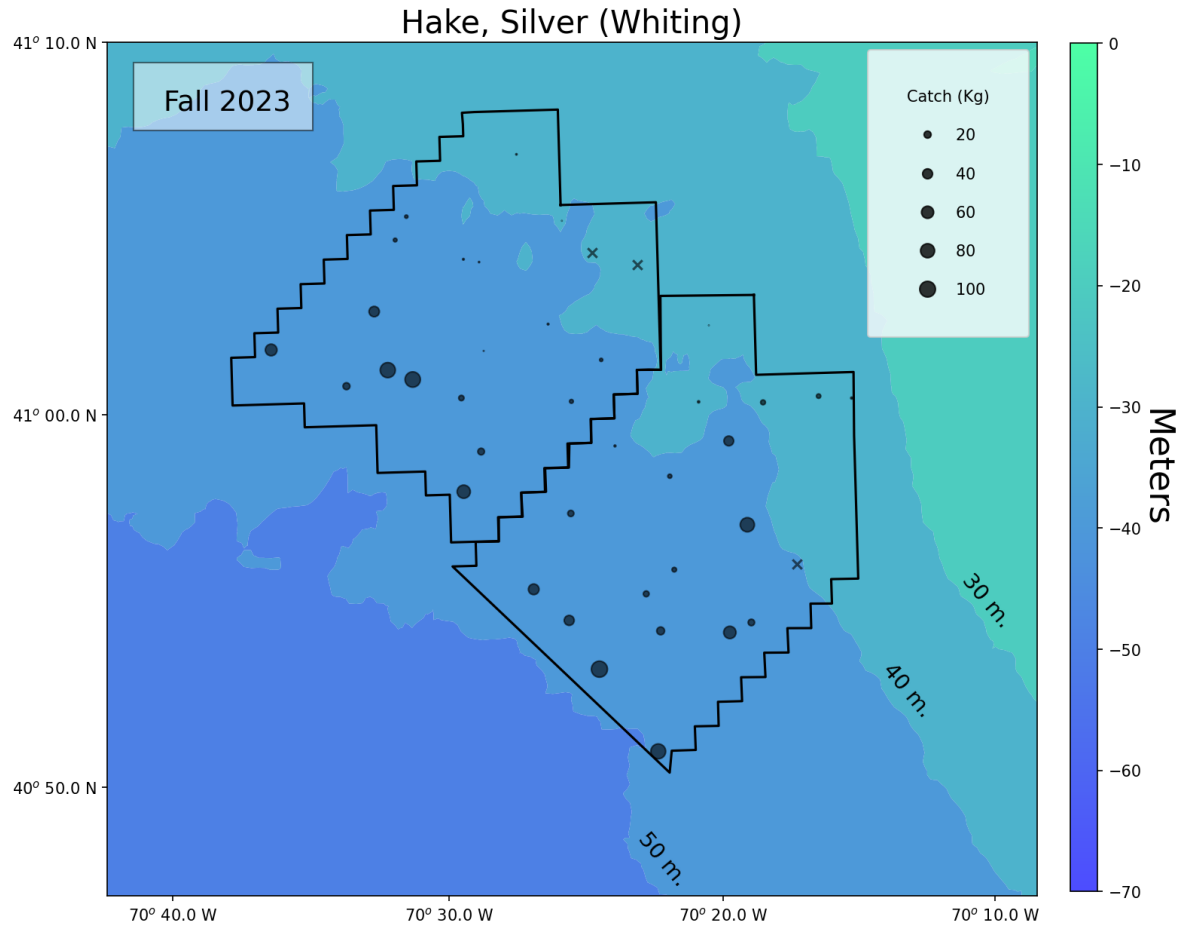 Hake, Silver (Whiting)
41° 10.0 N
Fall 2023
Catch (Kg)
20
40
60
80
100
41° 00.0 N
40° 50.0 N
30 m.
40 m.
50 m.
70° 40.0 W
70° 30.0 W
70° 20.0 W
70° 10.0 W
0
−10
−20
−30
−40
−50
−60
−70
Meters